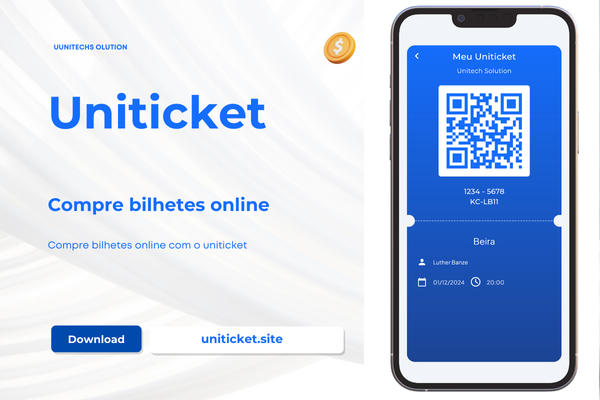 UUNITECHS OLUTION
Uniticket
Compre bilhetes online
Compre bilhetes online com o uniticket
Download
uniticket.site
Meu Uniticket
Unitech Solution
1234 - 5678
KC-LB11
Beira
Luther Banze
01/12/2024 20:00